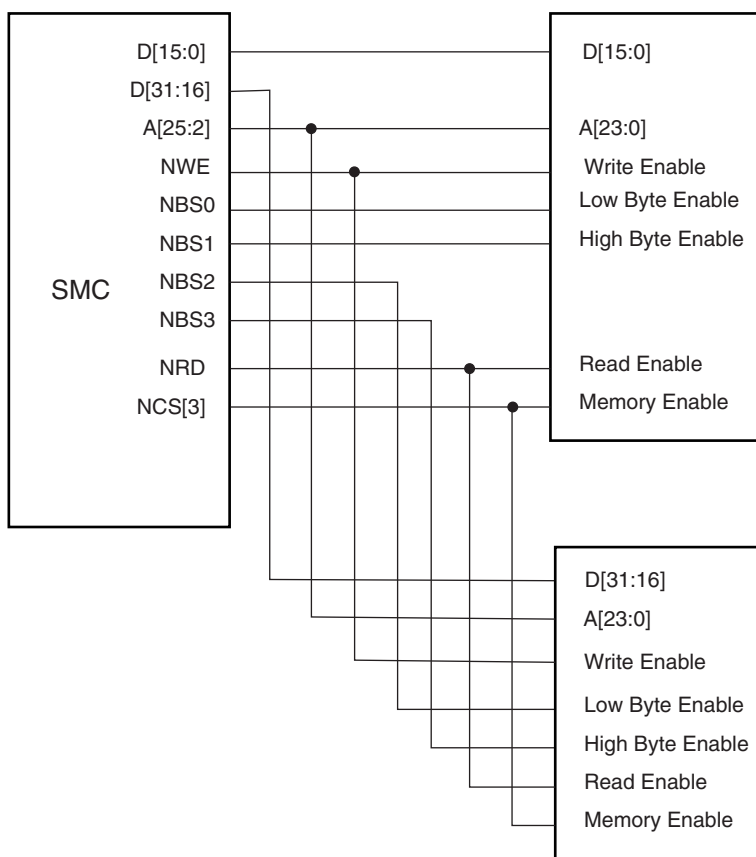 D[15:0]
D[31:16]
A[25:2]
NWE
NBS0
NBS1
NBS2
NBS3
NRD
NCS[3]
SMC
D[15:0]
A[23:0]
Write Enable
Low Byte Enable
High Byte Enable
Read Enable
Memory Enable
D[31:16]
A[23:0]
Write Enable
Low Byte Enable
High Byte Enable
Read Enable
Memory Enable